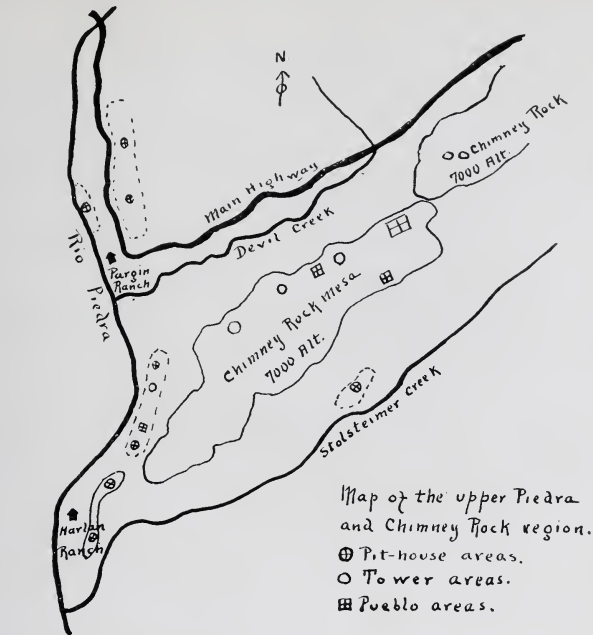 N
Chimney Rock
7000 Alt.
Main Highway
Devil Creek
Rio Piedra
Pargin
Ranch
Chimney Rock Mesa
7000 Alt.
Stolsteimer Creek
Harlan
Ranch
Map of the upper Piedra
and Chimney Rock region.
Pit-house areas.
Tower areas.
Pueblo areas.